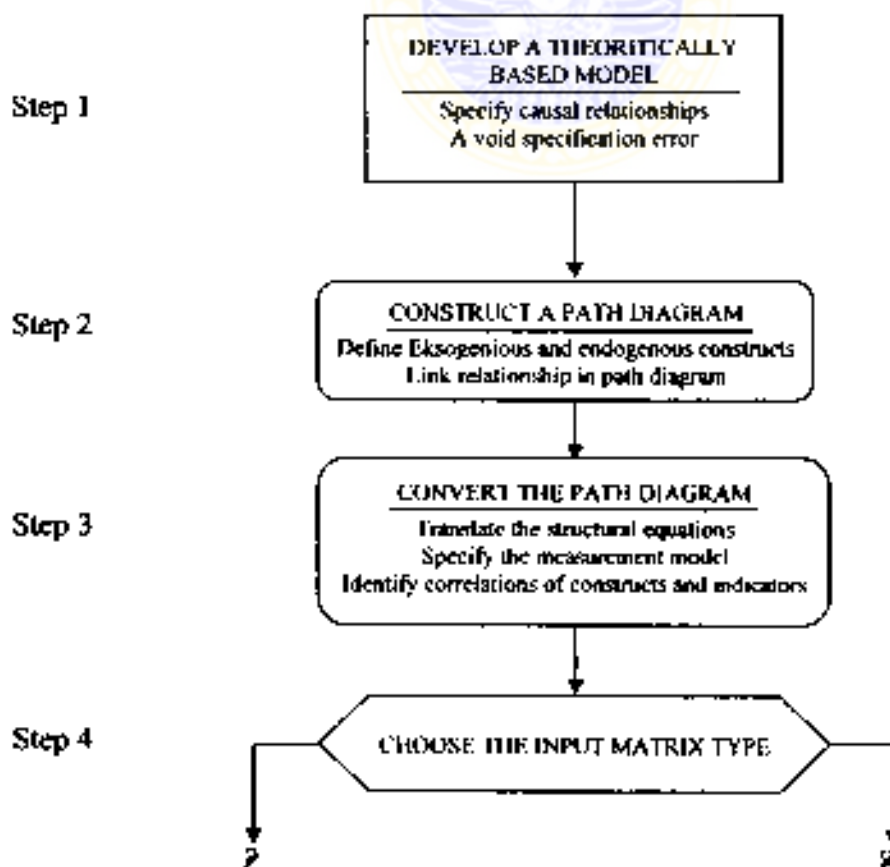 Step 1
DEVELOP A THEORITICALLY
BASED MODEL
Specify causal relationships
A void specification error
Step 2
CONSTRUCT A PATH DIAGRAM
Define Eksogenious and endogenous constructs
Link relationship in path diagram
Step 3
CONVERT THE PATH DIAGRAM
Translate the structural equations
Specify the measurement model
Identify correlations of constructs and indicators
Step 4
CHOOSE THE INPUT MATRIX TYPE